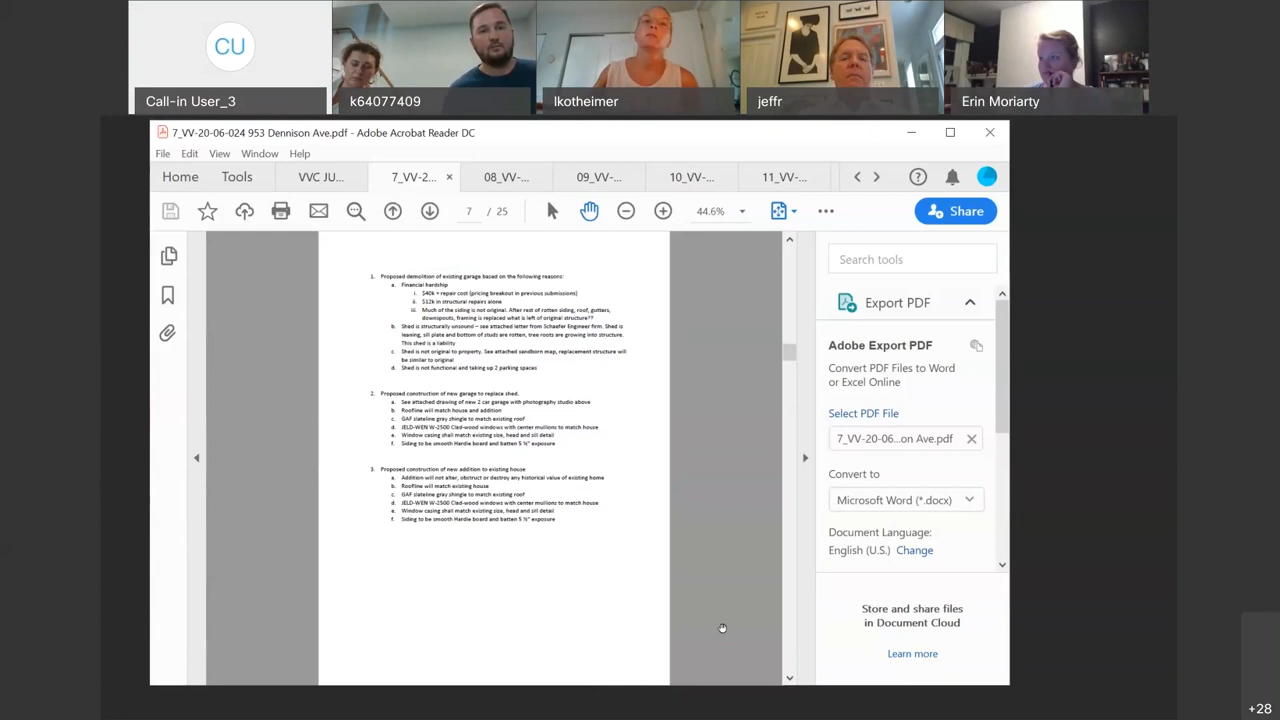 CU
Call-in User_3
k64077409
lkotheimer
jeffr
Erin Moriarty
7_VV-20-06-024 953 Dennison Ave.pdf - Adobe Acrobat Reader DC
File Edit View Window Help
Home Tools VVC JU... 7_VV-2... 08_VV-... 09_VV-... 10_VV-... 11_VV-...
7 / 25 44.6% Share
1. Proposed demolition of existing garage based on the following reasons:
a. Financial hardship
i. $40k + repair cost (pricing breakout in previous submissions)
ii. $12k in structural repairs alone
iii. Much of the siding is not original. After rest of rotten siding, roof, gutters,
downspouts, framing is replaced what is left of original structure??
b. Shed is structurally unsound – see attached letter from Schaefer Engineer firm. Shed is
leaning, sill plate and bottom of studs are rotten, tree roots are growing into structure.
This shed is a liability
c. Shed is not original to property. See attached sandborn map, replacement structure will
be similar to original
d. Shed is not functional and taking up 2 parking spaces
2. Proposed construction of new garage to replace shed.
a. See attached drawing of new 2 car garage with photography studio above
b. Roofline will match house and addition
c. GAF slateline gray shingle to match existing roof
d. JELD-WEN W-2500 Clad-wood windows with center mullions to match house
e. Window casing shall match existing size, head and sill detail
f. Siding to be smooth Hardie board and batten 5 ½" exposure
3. Proposed construction of new addition to existing house
a. Addition will not alter, obstruct or destroy any historical value of existing home
b. Roofline will match existing house
c. GAF slateline gray shingle to match existing roof
d. JELD-WEN W-2500 Clad-wood windows with center mullions to match house
e. Window casing shall match existing size, head and sill detail
f. Siding to be smooth Hardie board and batten 5 ½" exposure
Search tools
Export PDF
Adobe Export PDF
Convert PDF Files to Word
or Excel Online
Select PDF File
7_VV-20-06...on Ave.pdf
Convert to
Microsoft Word (*.docx)
Document Language:
English (U.S.) Change
Store and share files
in Document Cloud
Learn more
+28